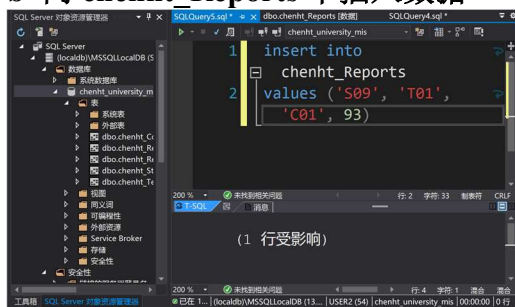 SQL Server 对象资源管理器
SQL Server
(localdb)\MSSQLLocalDB (S
数据库
系统数据库
chenht_university_m
表
系统表
外部表
dbo.chenht_Co
dbo.chenht_Re
dbo.chenht_Re
dbo.chenht_St
dbo.chenht_Te
视图
同义词
可编程性
外部资源
Service Broker
存储
安全性
安全性
工具箱 SQL Server 对象资源管理器
SQLQuery5.sql * dbo.chenht_Reports [数据] SQLQuery4.sql *
chenht_university_mis
1 insert into
chenht_Reports
2 values ('S09', 'T01',
'C01', 93)
200 % 未找到相关问题 行: 2 字符: 33 制表符 CRLF
T-SQL 消息
(1 行受影响)
200 % 未找到相关问题 行: 4 字符: 1 混合 混合
已在 1... (localdb)\MSSQLLocalDB (13... USER2 (54) chenht_university_mis 00:00:00 0 行